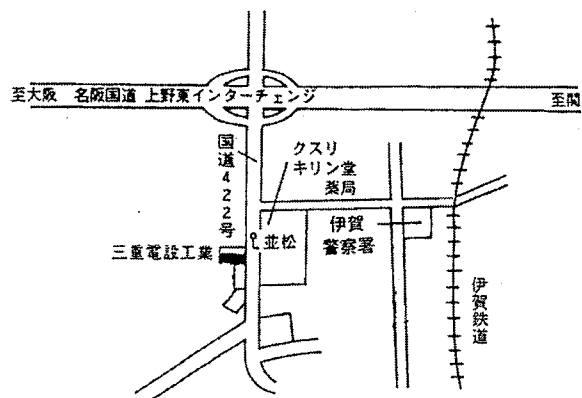 至大阪 名阪国道 上野東インターチェンジ 至関
国道422号
クスリ
キリン堂
薬局
並松
伊賀
警察署
三重電設工業
伊賀鉄道